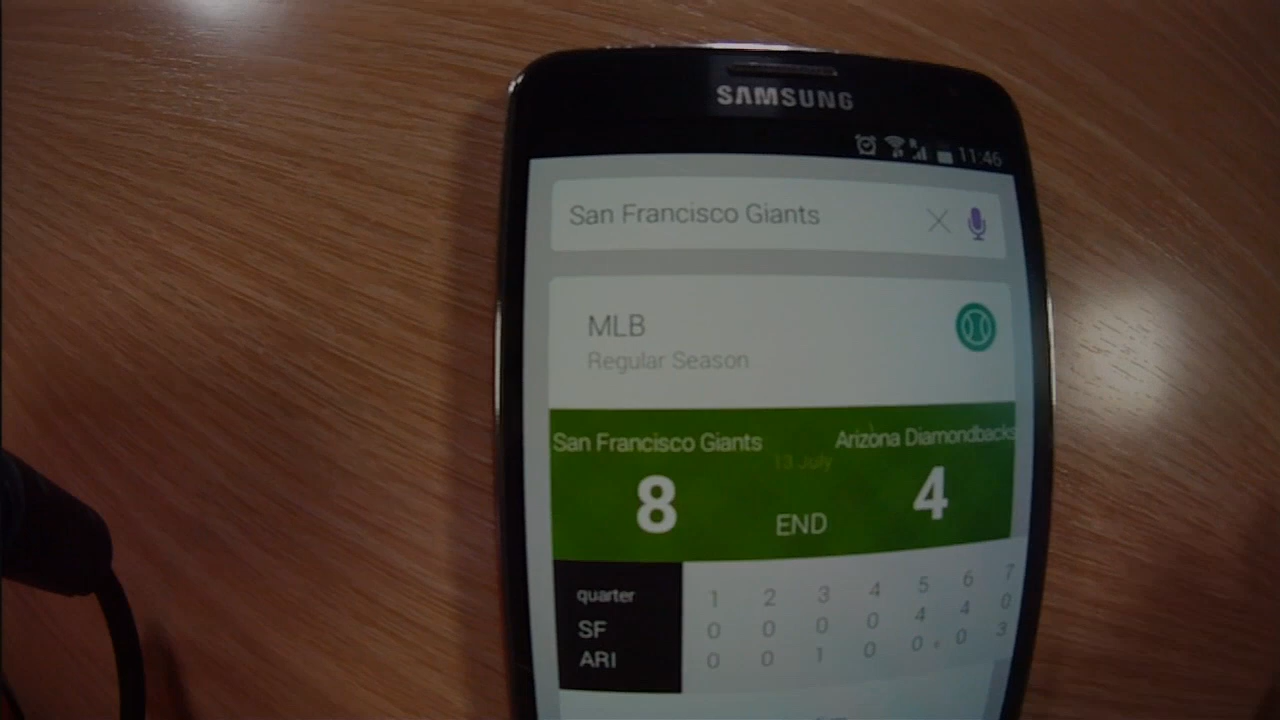 SAMSUNG
11:46
San Francisco Giants
MLB
Regular Season
San Francisco Giants Arizona Diamondbacks
13 July
8 END 4
quarter 1 2 3 4 5 6 7
SF 0 0 0 0 4 4 0
ARI 0 0 1 0 0 0 3